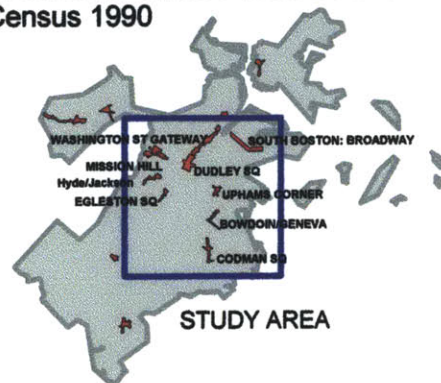 Census 1990
WASHINGTON ST GATEWAY
SOUTH BOSTON: BROADWAY
MISSION HILL
DUDLEY SQ
Hyde/Jackson
UPHAMS CORNER
EGLESTON SQ
BOWDOIN/GENEVA
CODMAN SQ
STUDY AREA